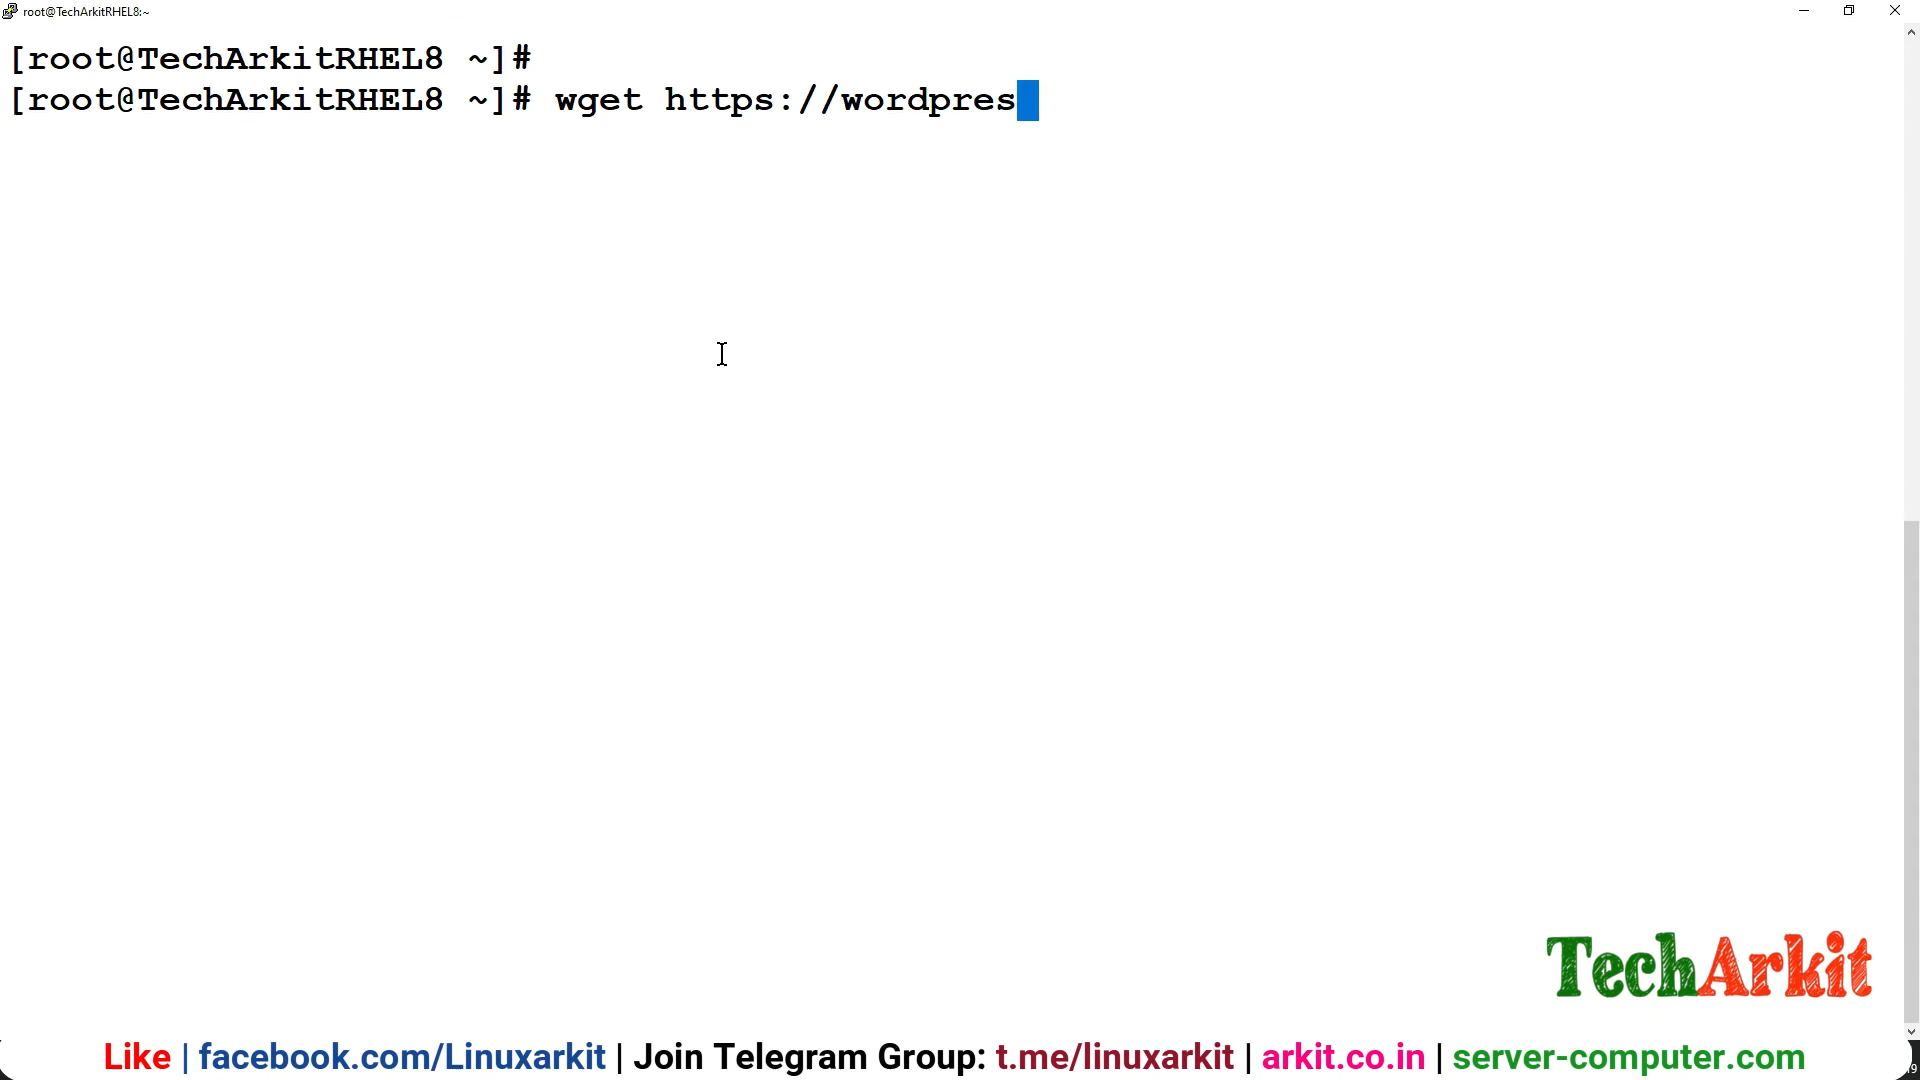 root@TechArkitRHEL8:~
[root@TechArkitRHEL8 ~]#
[root@TechArkitRHEL8 ~]# wget https://wordpres
TechArkit
Like | facebook.com/Linuxarkit | Join Telegram Group: t.me/linuxarkit | arkit.co.in | server-computer.com